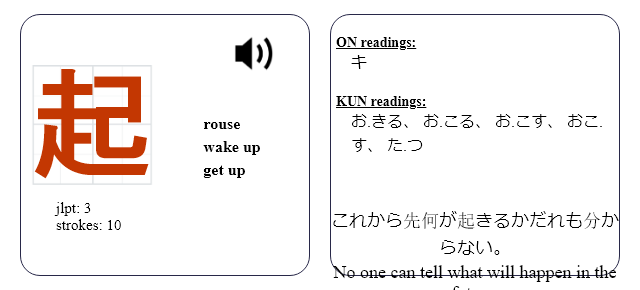 起
rouse
wake up
get up
jlpt: 3
strokes: 10
ON readings:
キ
KUN readings:
お.きる、 お.こる、 お.こす、 おこ.
す、 た.つ
これから先何が起きるかだれも分か
らない。
No one can tell what will happen in the